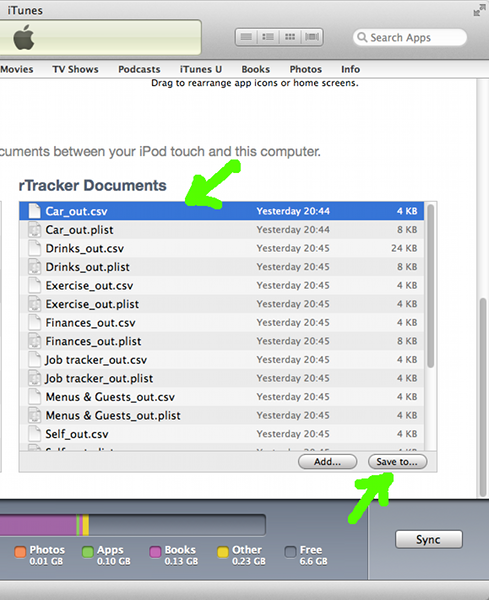 iTunes
Search Apps
Movies TV Shows Podcasts iTunes U Books Photos Info
Drag to rearrange app icons or home screens.
cuments between your iPod touch and this computer.
rTracker Documents
Car_out.csv Yesterday 20:44 4 KB
Car_out.plist Yesterday 20:44 8 KB
Drinks_out.csv Yesterday 20:45 24 KB
Drinks_out.plist Yesterday 20:45 8 KB
Exercise_out.csv Yesterday 20:45 4 KB
Exercise_out.plist Yesterday 20:45 4 KB
Finances_out.csv Yesterday 20:45 4 KB
Finances_out.plist Yesterday 20:45 8 KB
Job tracker_out.csv Yesterday 20:45 4 KB
Job tracker_out.plist Yesterday 20:45 4 KB
Menus & Guests_out.csv Yesterday 20:45 4 KB
Menus & Guests_out.plist Yesterday 20:45 4 KB
Self_out.csv Yesterday 20:45 4 KB
Add... Save to...
Photos Apps Books Other Free
0.01 GB 0.10 GB 0.13 GB 0.23 GB 6.6 GB
Sync